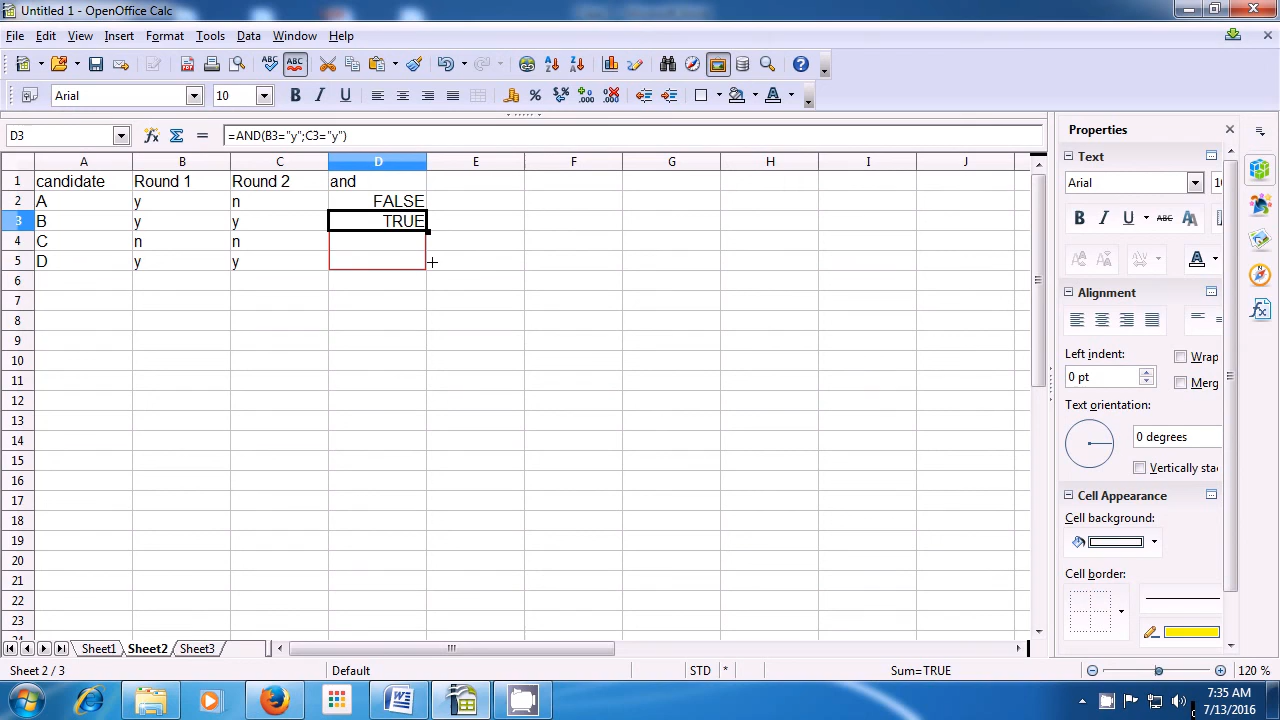 Untitled 1 - OpenOffice Calc
File Edit View Insert Format Tools Data Window Help
Arial 10
D3 =AND(B3="y";C3="y")
A B C D E F G H I J
1 candidate Round 1 Round 2 and
2 A y n FALSE
3 B y y TRUE
4 C n n
5 D y y
6
7
8
9
10
11
12
13
14
15
16
17
18
19
20
21
22
23
Properties
Text
Arial
Alignment
Left indent:
0 pt
Wrap
Merg
Text orientation:
0 degrees
Vertically sta
Cell Appearance
Cell background:
Cell border:
Sheet1 Sheet2 Sheet3
Sheet 2 / 3 Default STD * Sum=TRUE 120 %
7:35 AM
7/13/2016